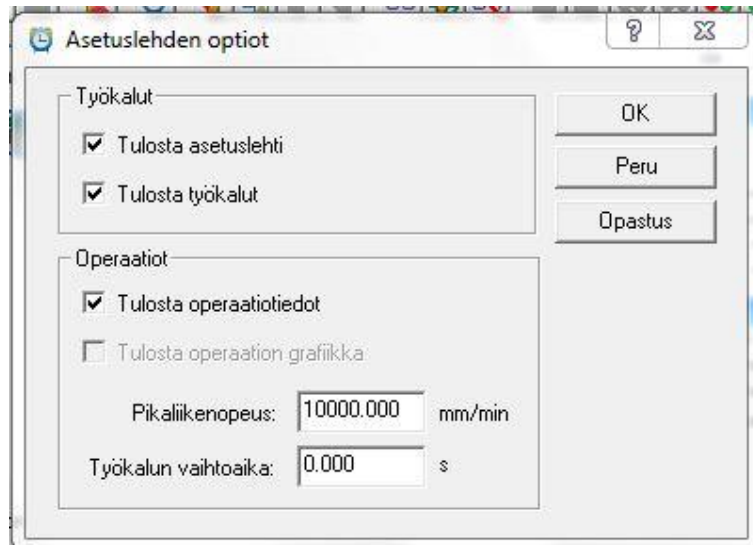 Asetuslehden optiot
Työkalut
Tulosta asetuslehti
Tulosta työkalut
OK
Peru
Opastus
Operaatiot
Tulosta operaatiotiedot
Tulosta operaation grafiikka
Pikaliikenopeus: 10000.000 mm/min
Työkalun vaihtoaika: 0.000 s